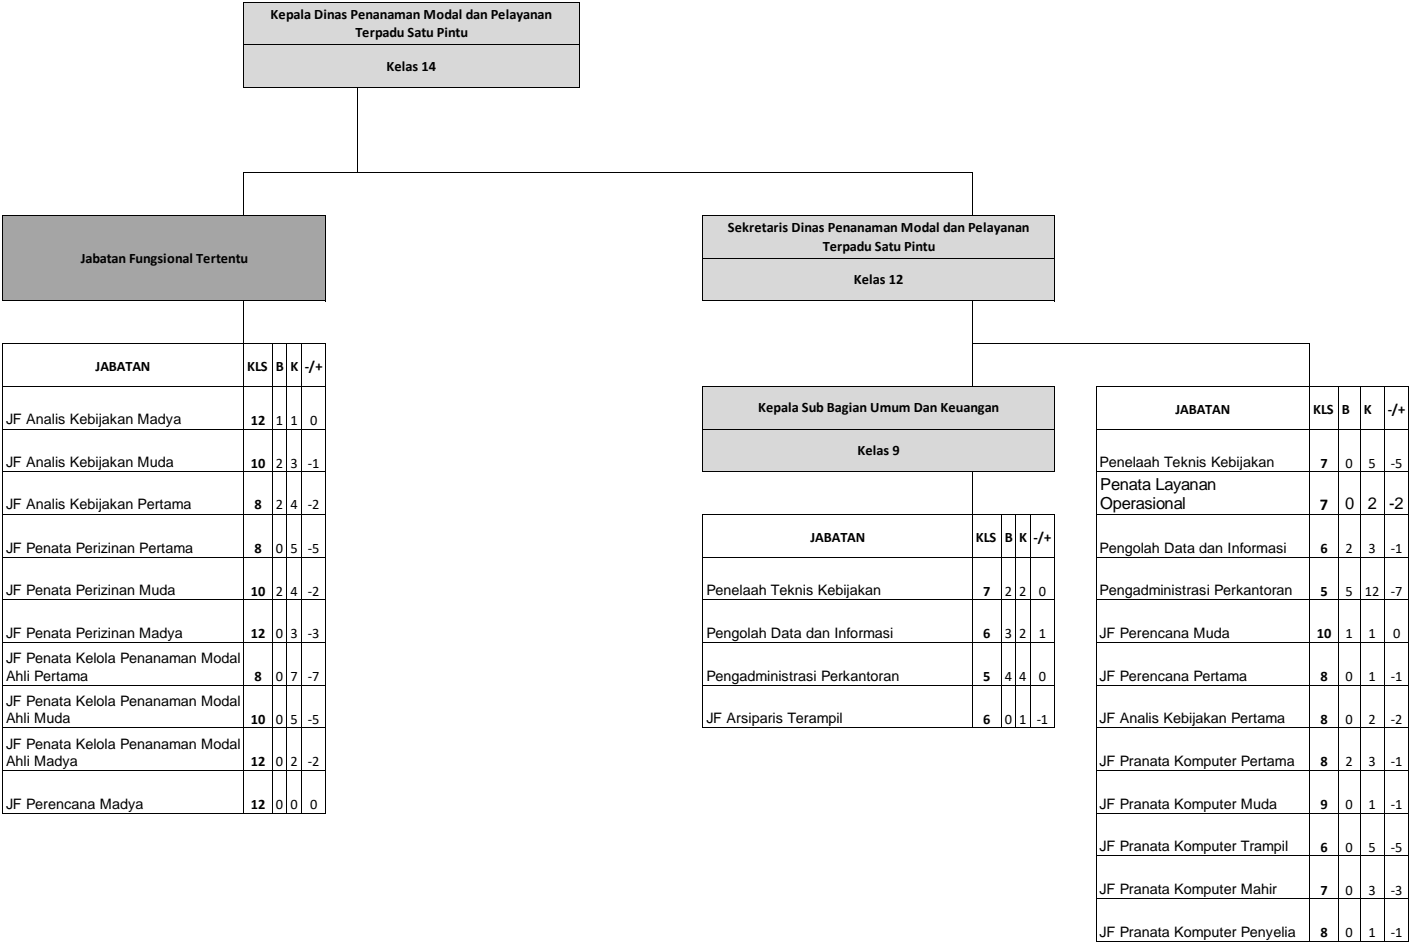 Kepala Dinas Penanaman Modal dan Pelayanan
Terpadu Satu Pintu
Kelas 14
Jabatan Fungsional Tertentu
JABATAN KLS B K -/+
JF Analis Kebijakan Madya 12 1 1 0
JF Analis Kebijakan Muda 10 2 3 -1
JF Analis Kebijakan Pertama 8 2 4 -2
JF Penata Perizinan Pertama 8 0 5 -5
JF Penata Perizinan Muda 10 2 4 -2
JF Penata Perizinan Madya 12 0 3 -3
JF Penata Kelola Penanaman Modal
Ahli Pertama 8 0 7 -7
JF Penata Kelola Penanaman Modal
Ahli Muda 10 0 5 -5
JF Penata Kelola Penanaman Modal
Ahli Madya 12 0 2 -2
JF Perencana Madya 12 0 0 0
Sekretaris Dinas Penanaman Modal dan Pelayanan
Terpadu Satu Pintu
Kelas 12
Kepala Sub Bagian Umum Dan Keuangan
Kelas 9
JABATAN KLS B K -/+
Penelaah Teknis Kebijakan 7 2 2 0
Pengolah Data dan Informasi 6 3 2 1
Pengadministrasi Perkantoran 5 4 4 0
JF Arsiparis Terampil 6 0 1 -1
JABATAN KLS B K -/+
Penelaah Teknis Kebijakan 7 0 5 -5
Penata Layanan
Operasional 7 0 2 -2
Pengolah Data dan Informasi 6 2 3 -1
Pengadministrasi Perkantoran 5 5 12 -7
JF Perencana Muda 10 1 1 0
JF Perencana Pertama 8 0 1 -1
JF Analis Kebijakan Pertama 8 0 2 -2
JF Pranata Komputer Pertama 8 2 3 -1
JF Pranata Komputer Muda 9 0 1 -1
JF Pranata Komputer Trampil 6 0 5 -5
JF Pranata Komputer Mahir 7 0 3 -3
JF Pranata Komputer Penyelia 8 0 1 -1